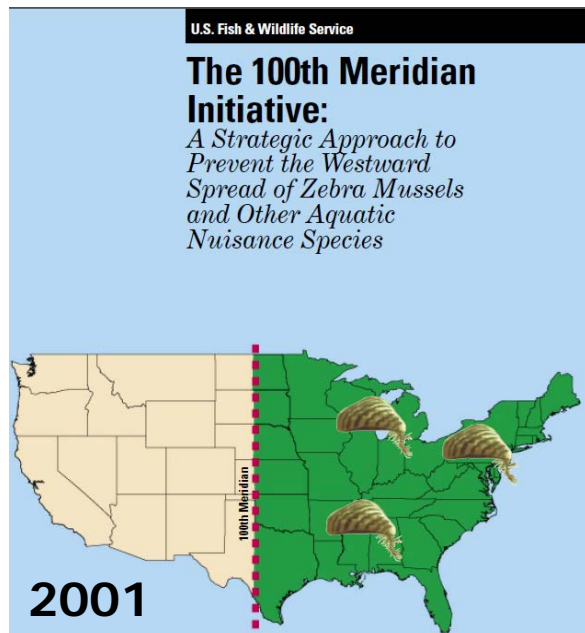 U.S. Fish & Wildlife Service
The 100th Meridian
Initiative:
A Strategic Approach to
Prevent the Westward
Spread of Zebra Mussels
and Other Aquatic
Nuisance Species
100th Meridian
2001